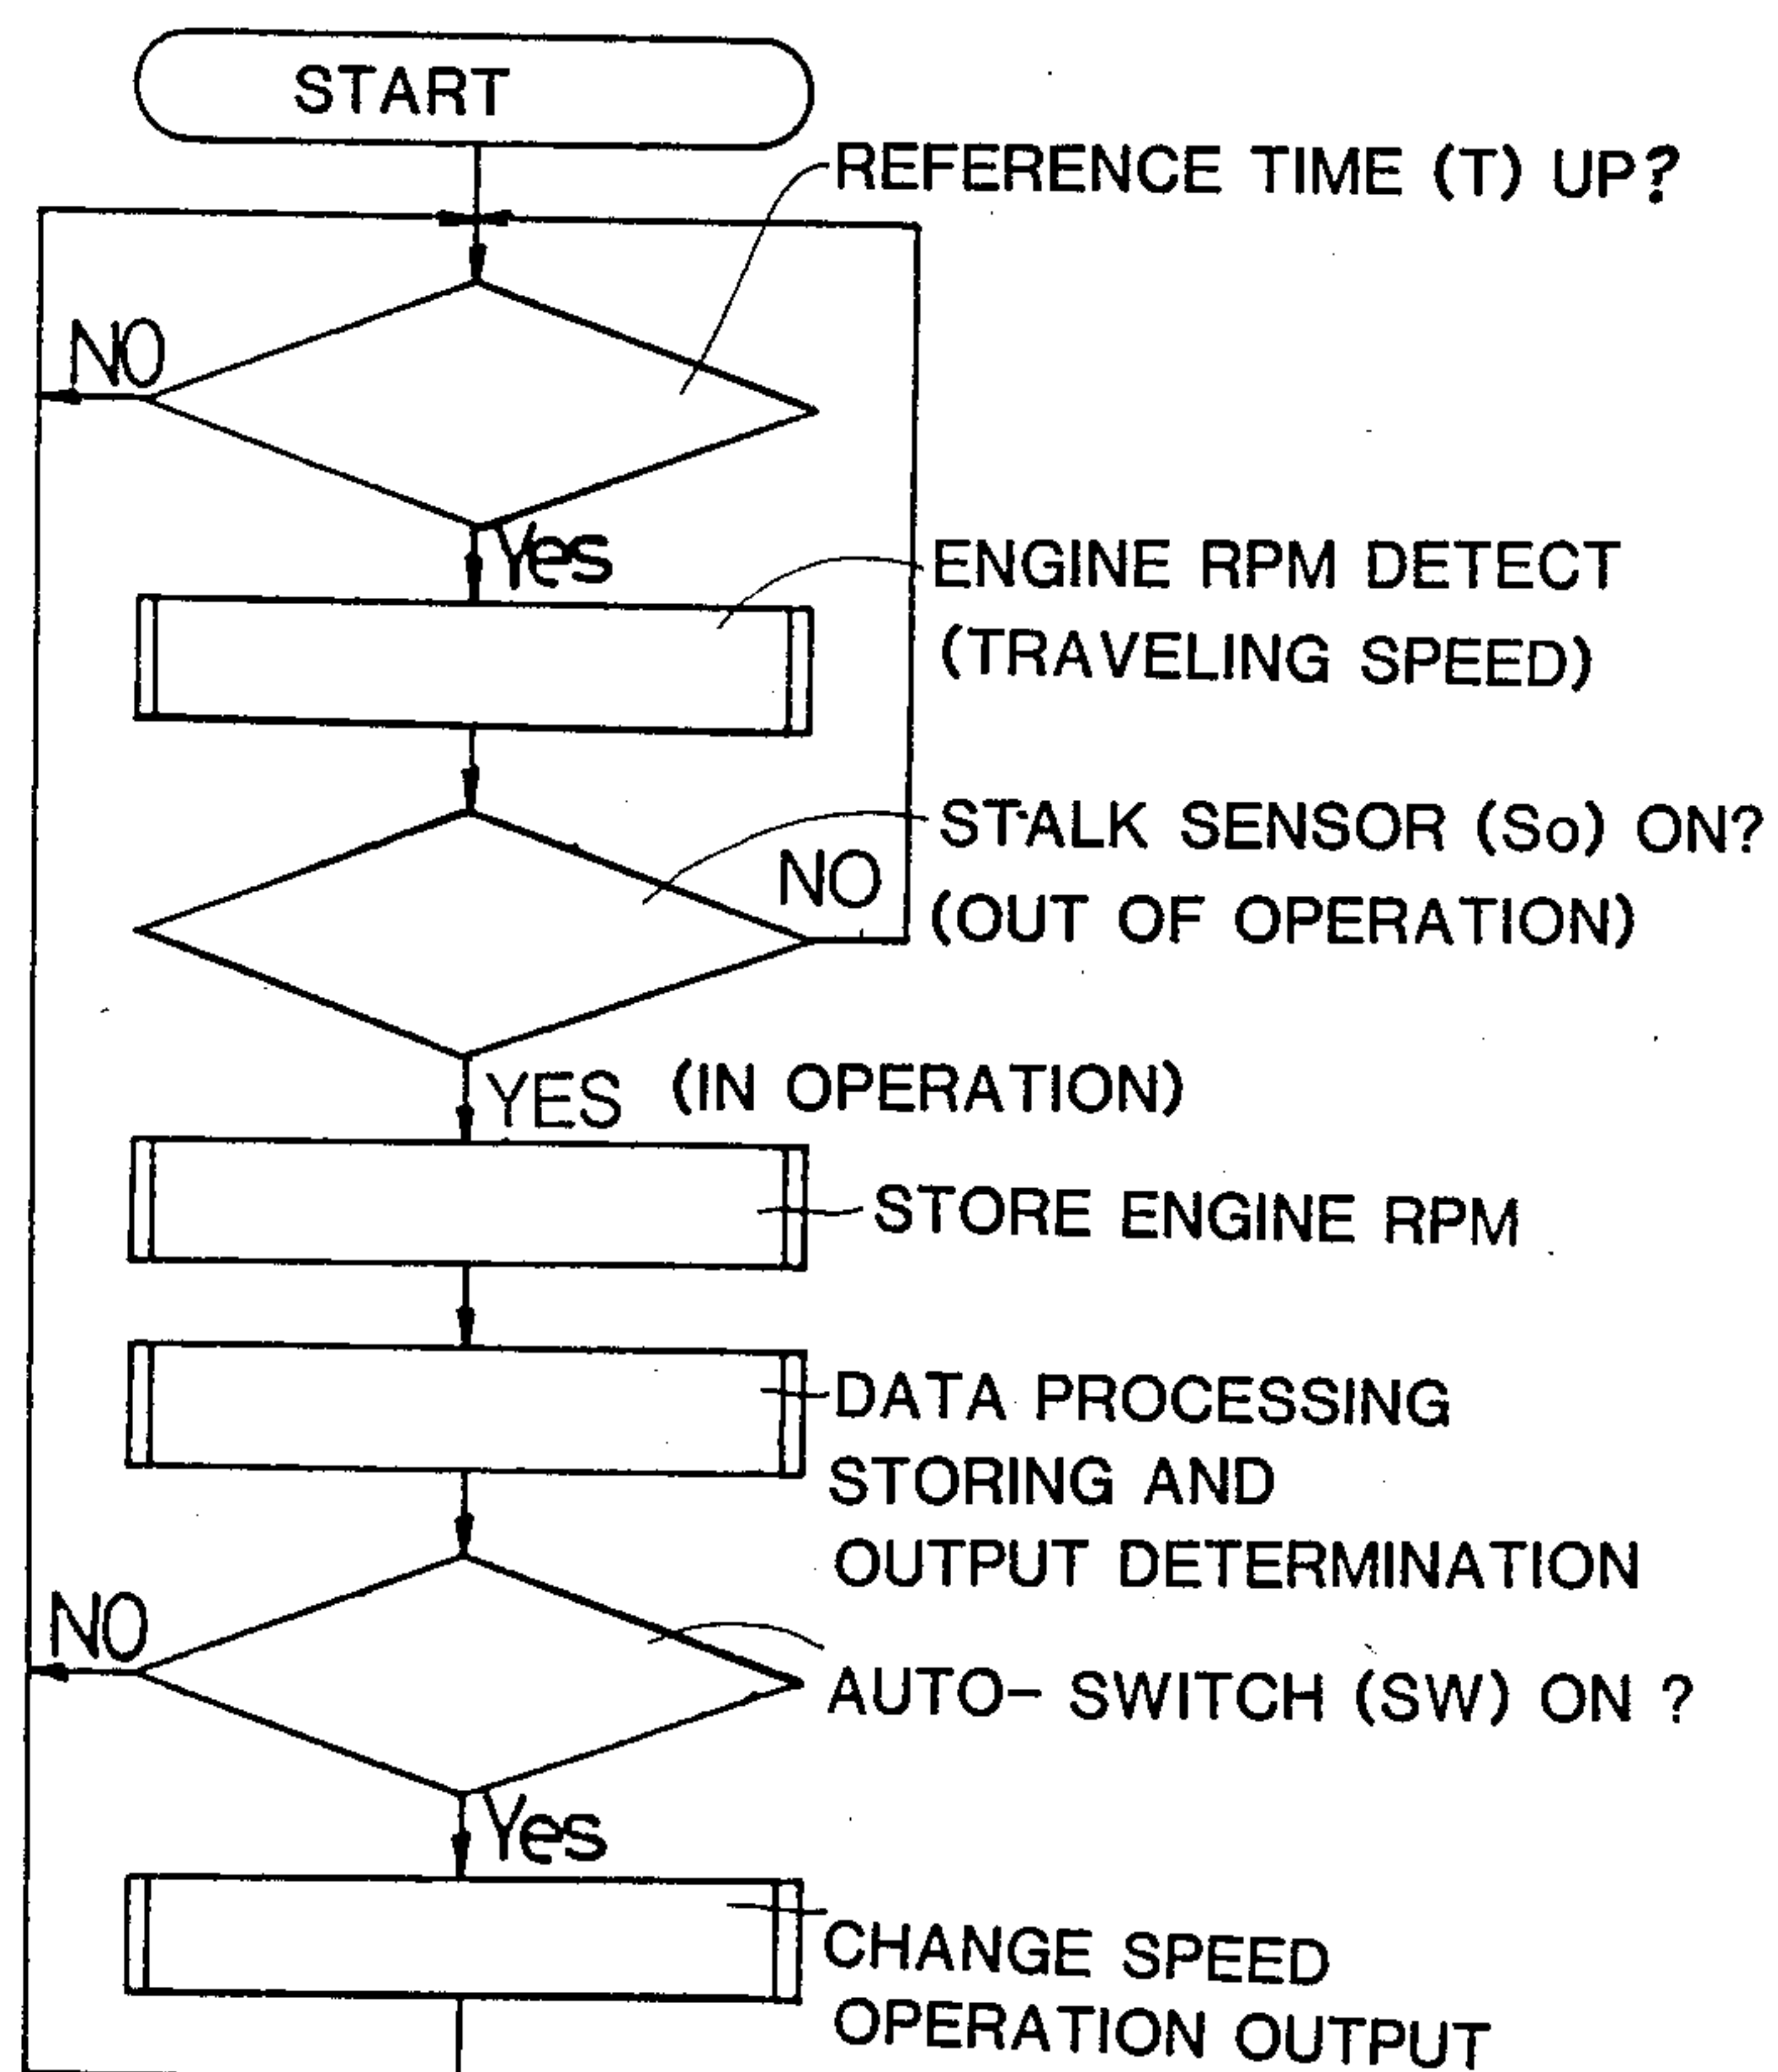 START
REFERENCE TIME (T) UP?
NO
Yes
ENGINE RPM DETECT
(TRAVELING SPEED)
STALK SENSOR (So) ON?
NO
(OUT OF OPERATION)
YES (IN OPERATION)
STORE ENGINE RPM
DATA PROCESSING
STORING AND
OUTPUT DETERMINATION
NO
AUTO- SWITCH (SW) ON ?
Yes
CHANGE SPEED
OPERATION OUTPUT